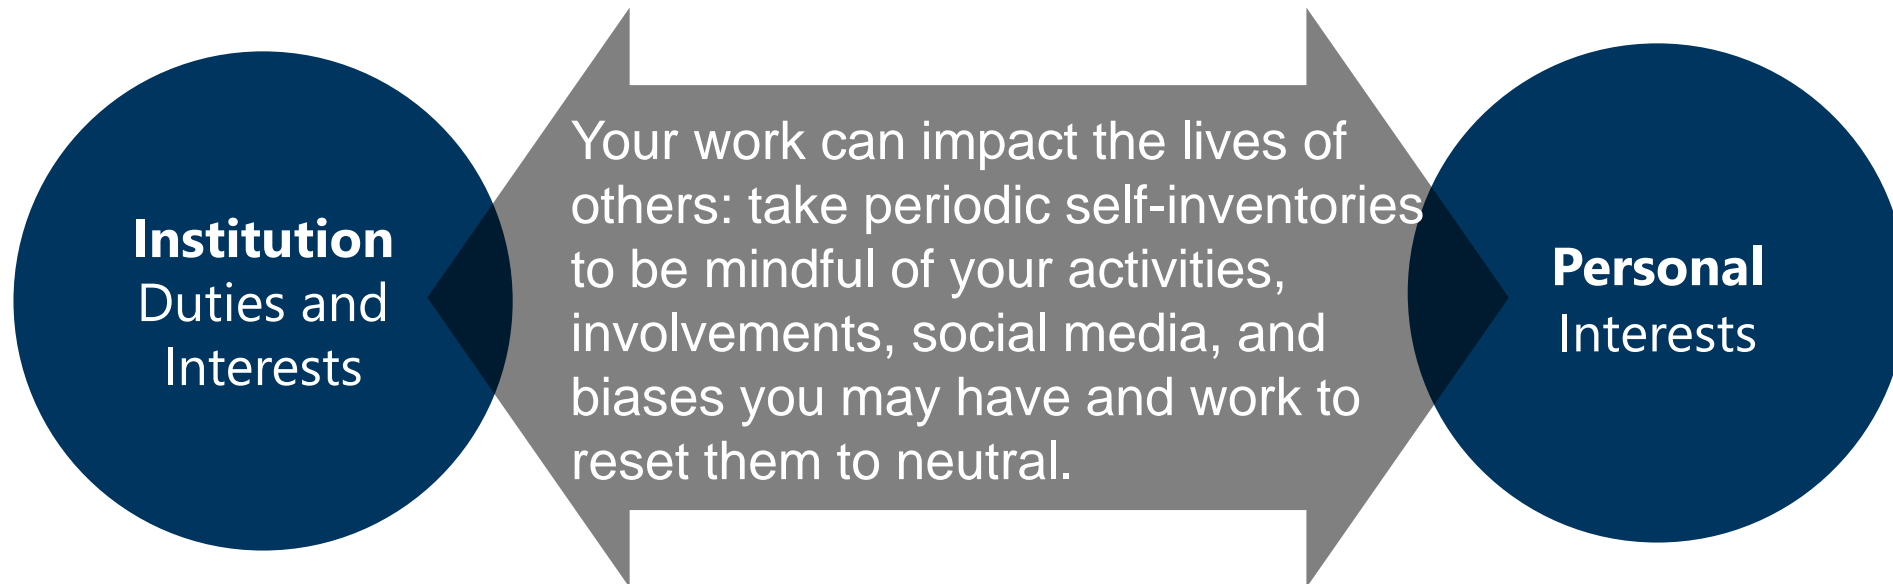 Institution
Duties and
Interests
Your work can impact the lives of
others: take periodic self-inventories
to be mindful of your activities,
involvements, social media, and
biases you may have and work to
reset them to neutral.
Personal
Interests